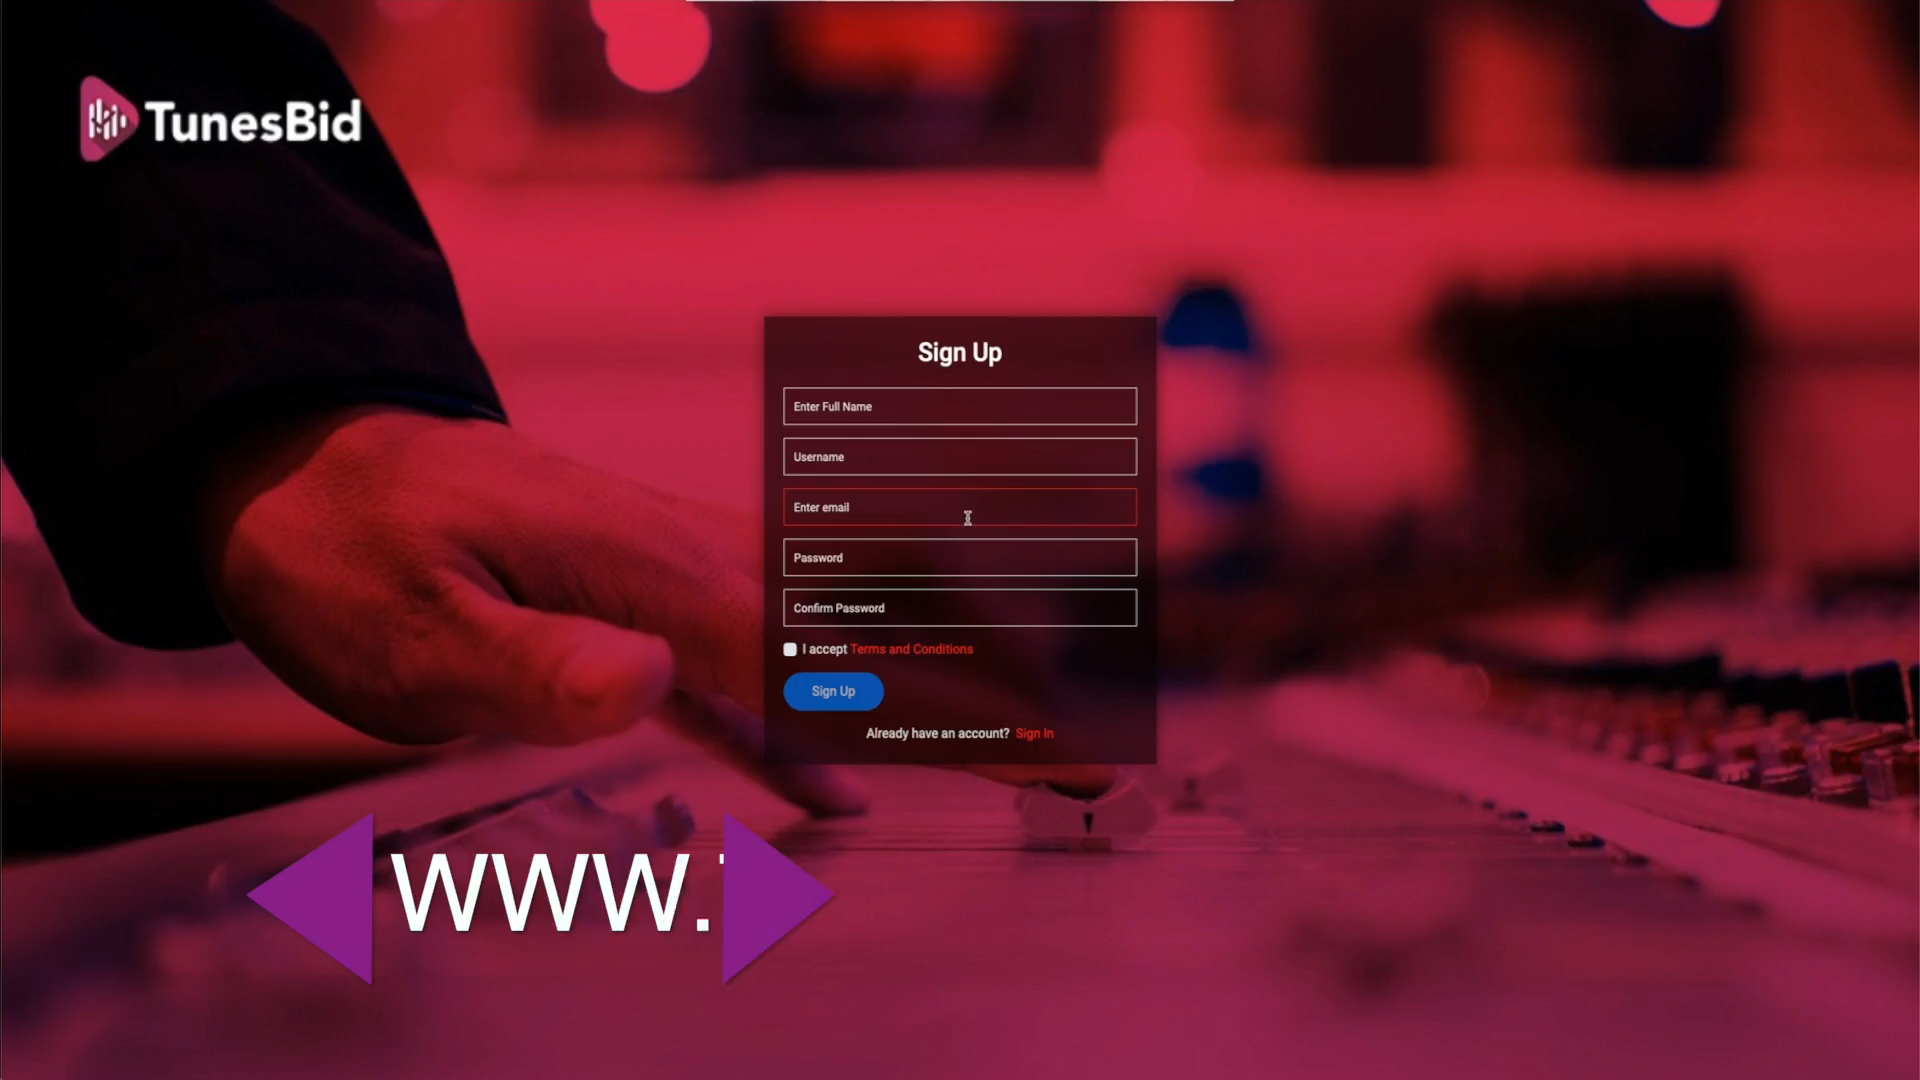 TunesBid
Sign Up
Enter Full Name
Username
Enter email
Password
Confirm Password
I accept Terms and Conditions
Sign Up
Already have an account? Sign In
WWW.